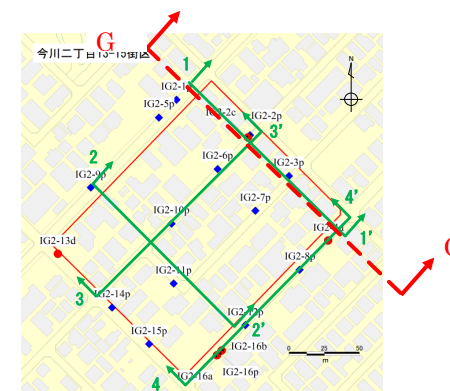 G
今川二丁目13-15街区
N
1
IG2-1p
IG2-5p
IG2-2c
IG2-2p
3'
IG2-6p
IG2-3p
2
IG2-9p
4'
IG2-7p
IG2-10p
1'
IG2-13d
G
IG2-8p
IG2-11p
3
IG2-14p
IG2-12p
2'
IG2-15p
IG2-16b
0 25 50
m
4
IG2-16a
IG2-16p